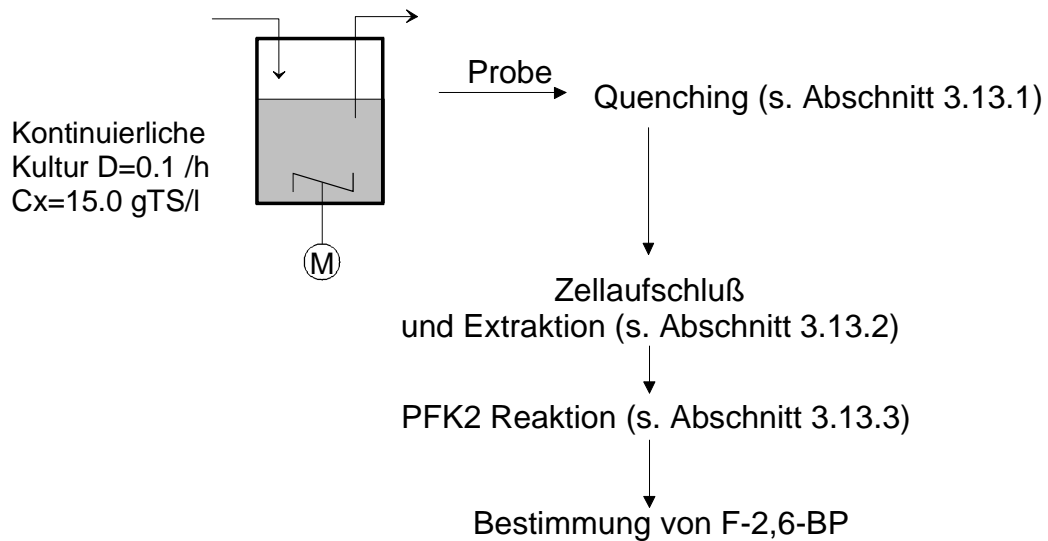 Probe
Quenching (s. Abschnitt 3.13.1)
Kontinuierliche
Kultur D=0.1 /h
Cx=15.0 gTS/l
M
Zellaufschluß
und Extraktion (s. Abschnitt 3.13.2)
PFK2 Reaktion (s. Abschnitt 3.13.3)
Bestimmung von F-2,6-BP